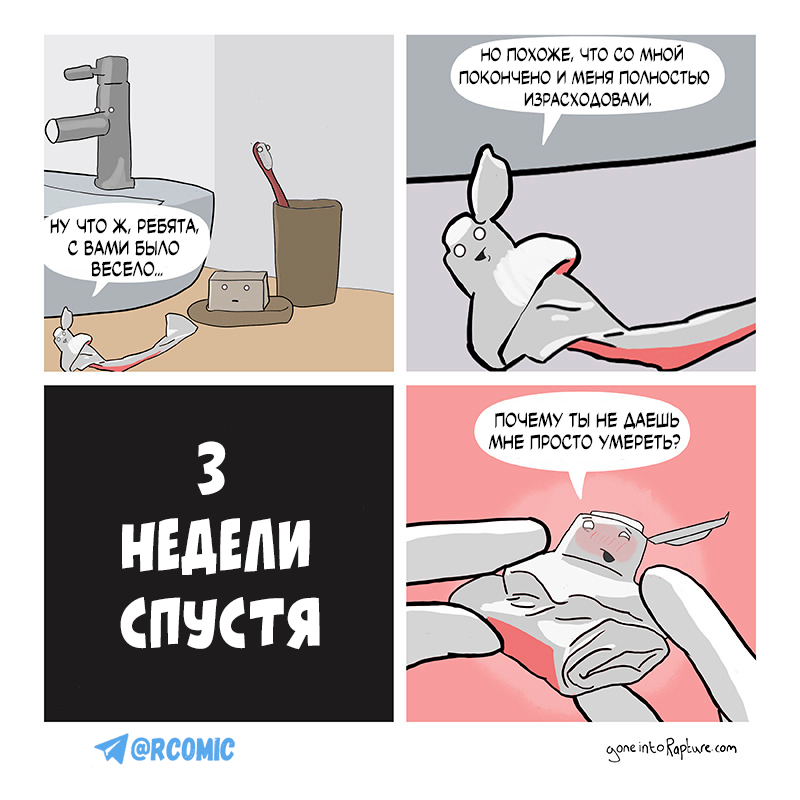 НУ ЧТО Ж, РЕБЯТА,
С ВАМИ БЫЛО
ВЕСЕЛО...
НО ПОХОЖЕ, ЧТО СО МНОЙ
ПОКОНЧЕНО И МЕНЯ ПОЛНОСТЬЮ
ИЗРАСХОДОВАЛИ.
3
НЕДЕЛИ
СПУСТЯ
ПОЧЕМУ ТЫ НЕ ДАЕШЬ
МНЕ ПРОСТО УМЕРЕТЬ?
@RCOMIC
goneintoRapture.com